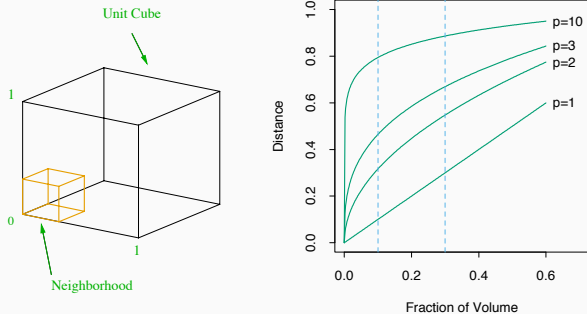 Unit Cube
1
0
1
Neighborhood
1.0
0.8
0.6
0.4
0.2
0.0
Distance
p=10
p=3
p=2
p=1
0.0 0.2 0.4 0.6
Fraction of Volume